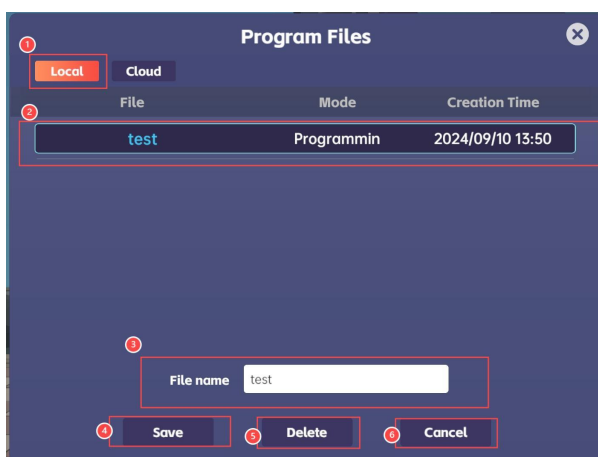 Program Files
1
Local Cloud
File Mode Creation Time
2
test Programmin 2024/09/10 13:50
3
File name test
4 Save 5 Delete 6 Cancel